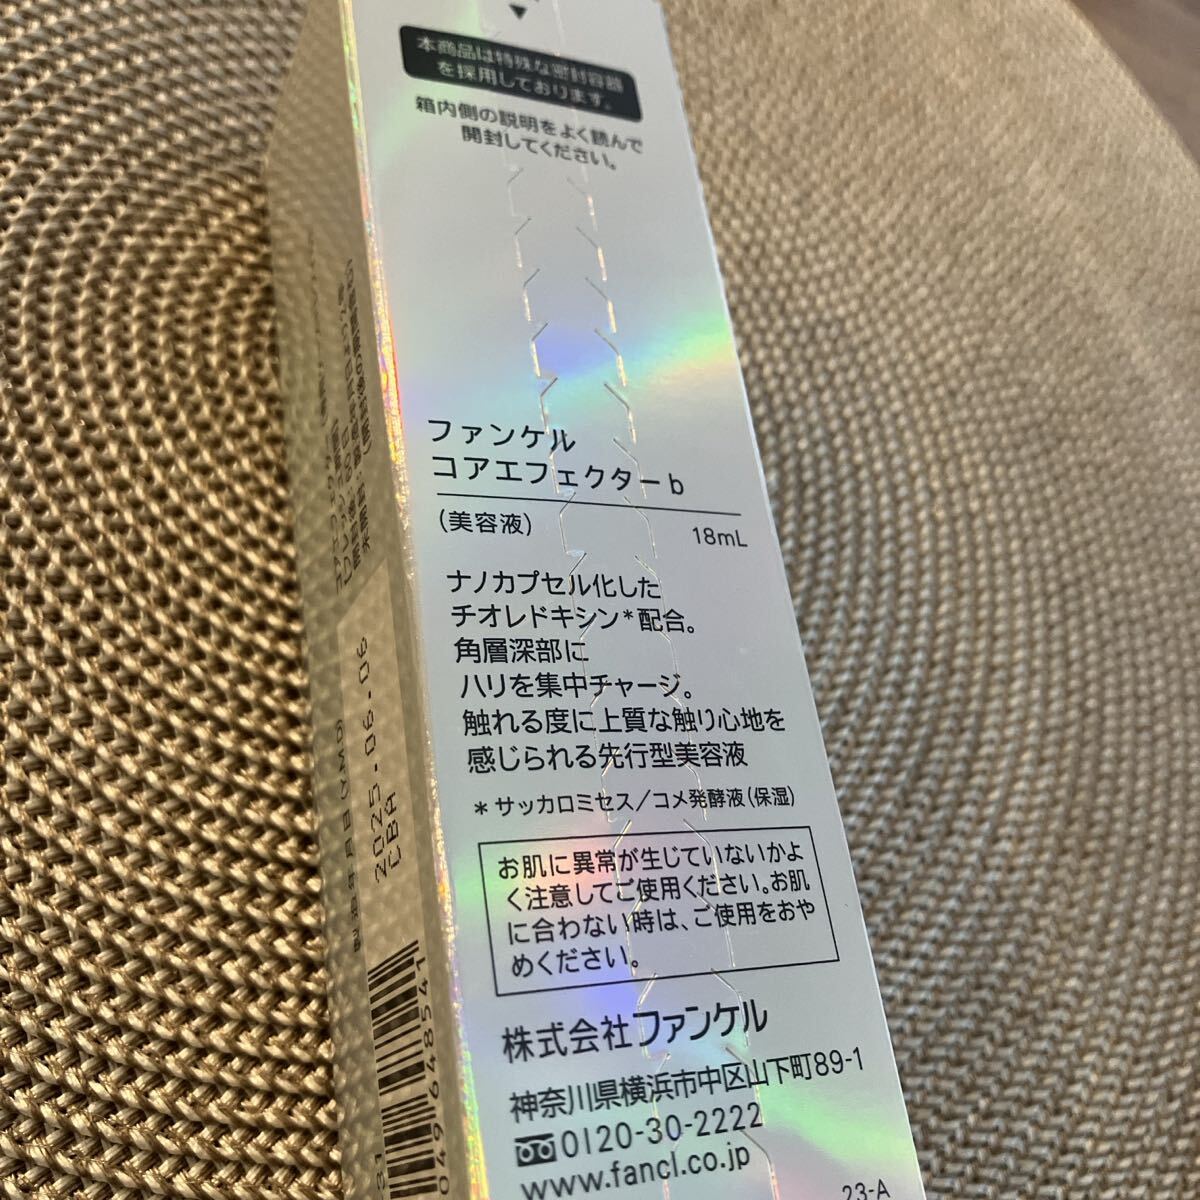 本商品は特殊な密封容器
を採用しております。
箱内側の説明をよく読んで
開封してください。
ファンケル
コアエフェクターb
(美容液) 18mL
ナノカプセル化した
チオレドキシン*配合。
角層深部に
ハリを集中チャージ。
触れる度に上質な触り心地を
感じられる先行型美容液
*サッカロミセス/コメ発酵液(保湿)
お肌に異常が生じていないかよ
く注意してご使用ください。お肌
に合わない時は、ご使用をおや
めください。
株式会社ファンケル
神奈川県横浜市中区山下町89-1
0120-30-2222
www.fancl.co.jp
23-A
製造年月日(YMD)
2025.06.06